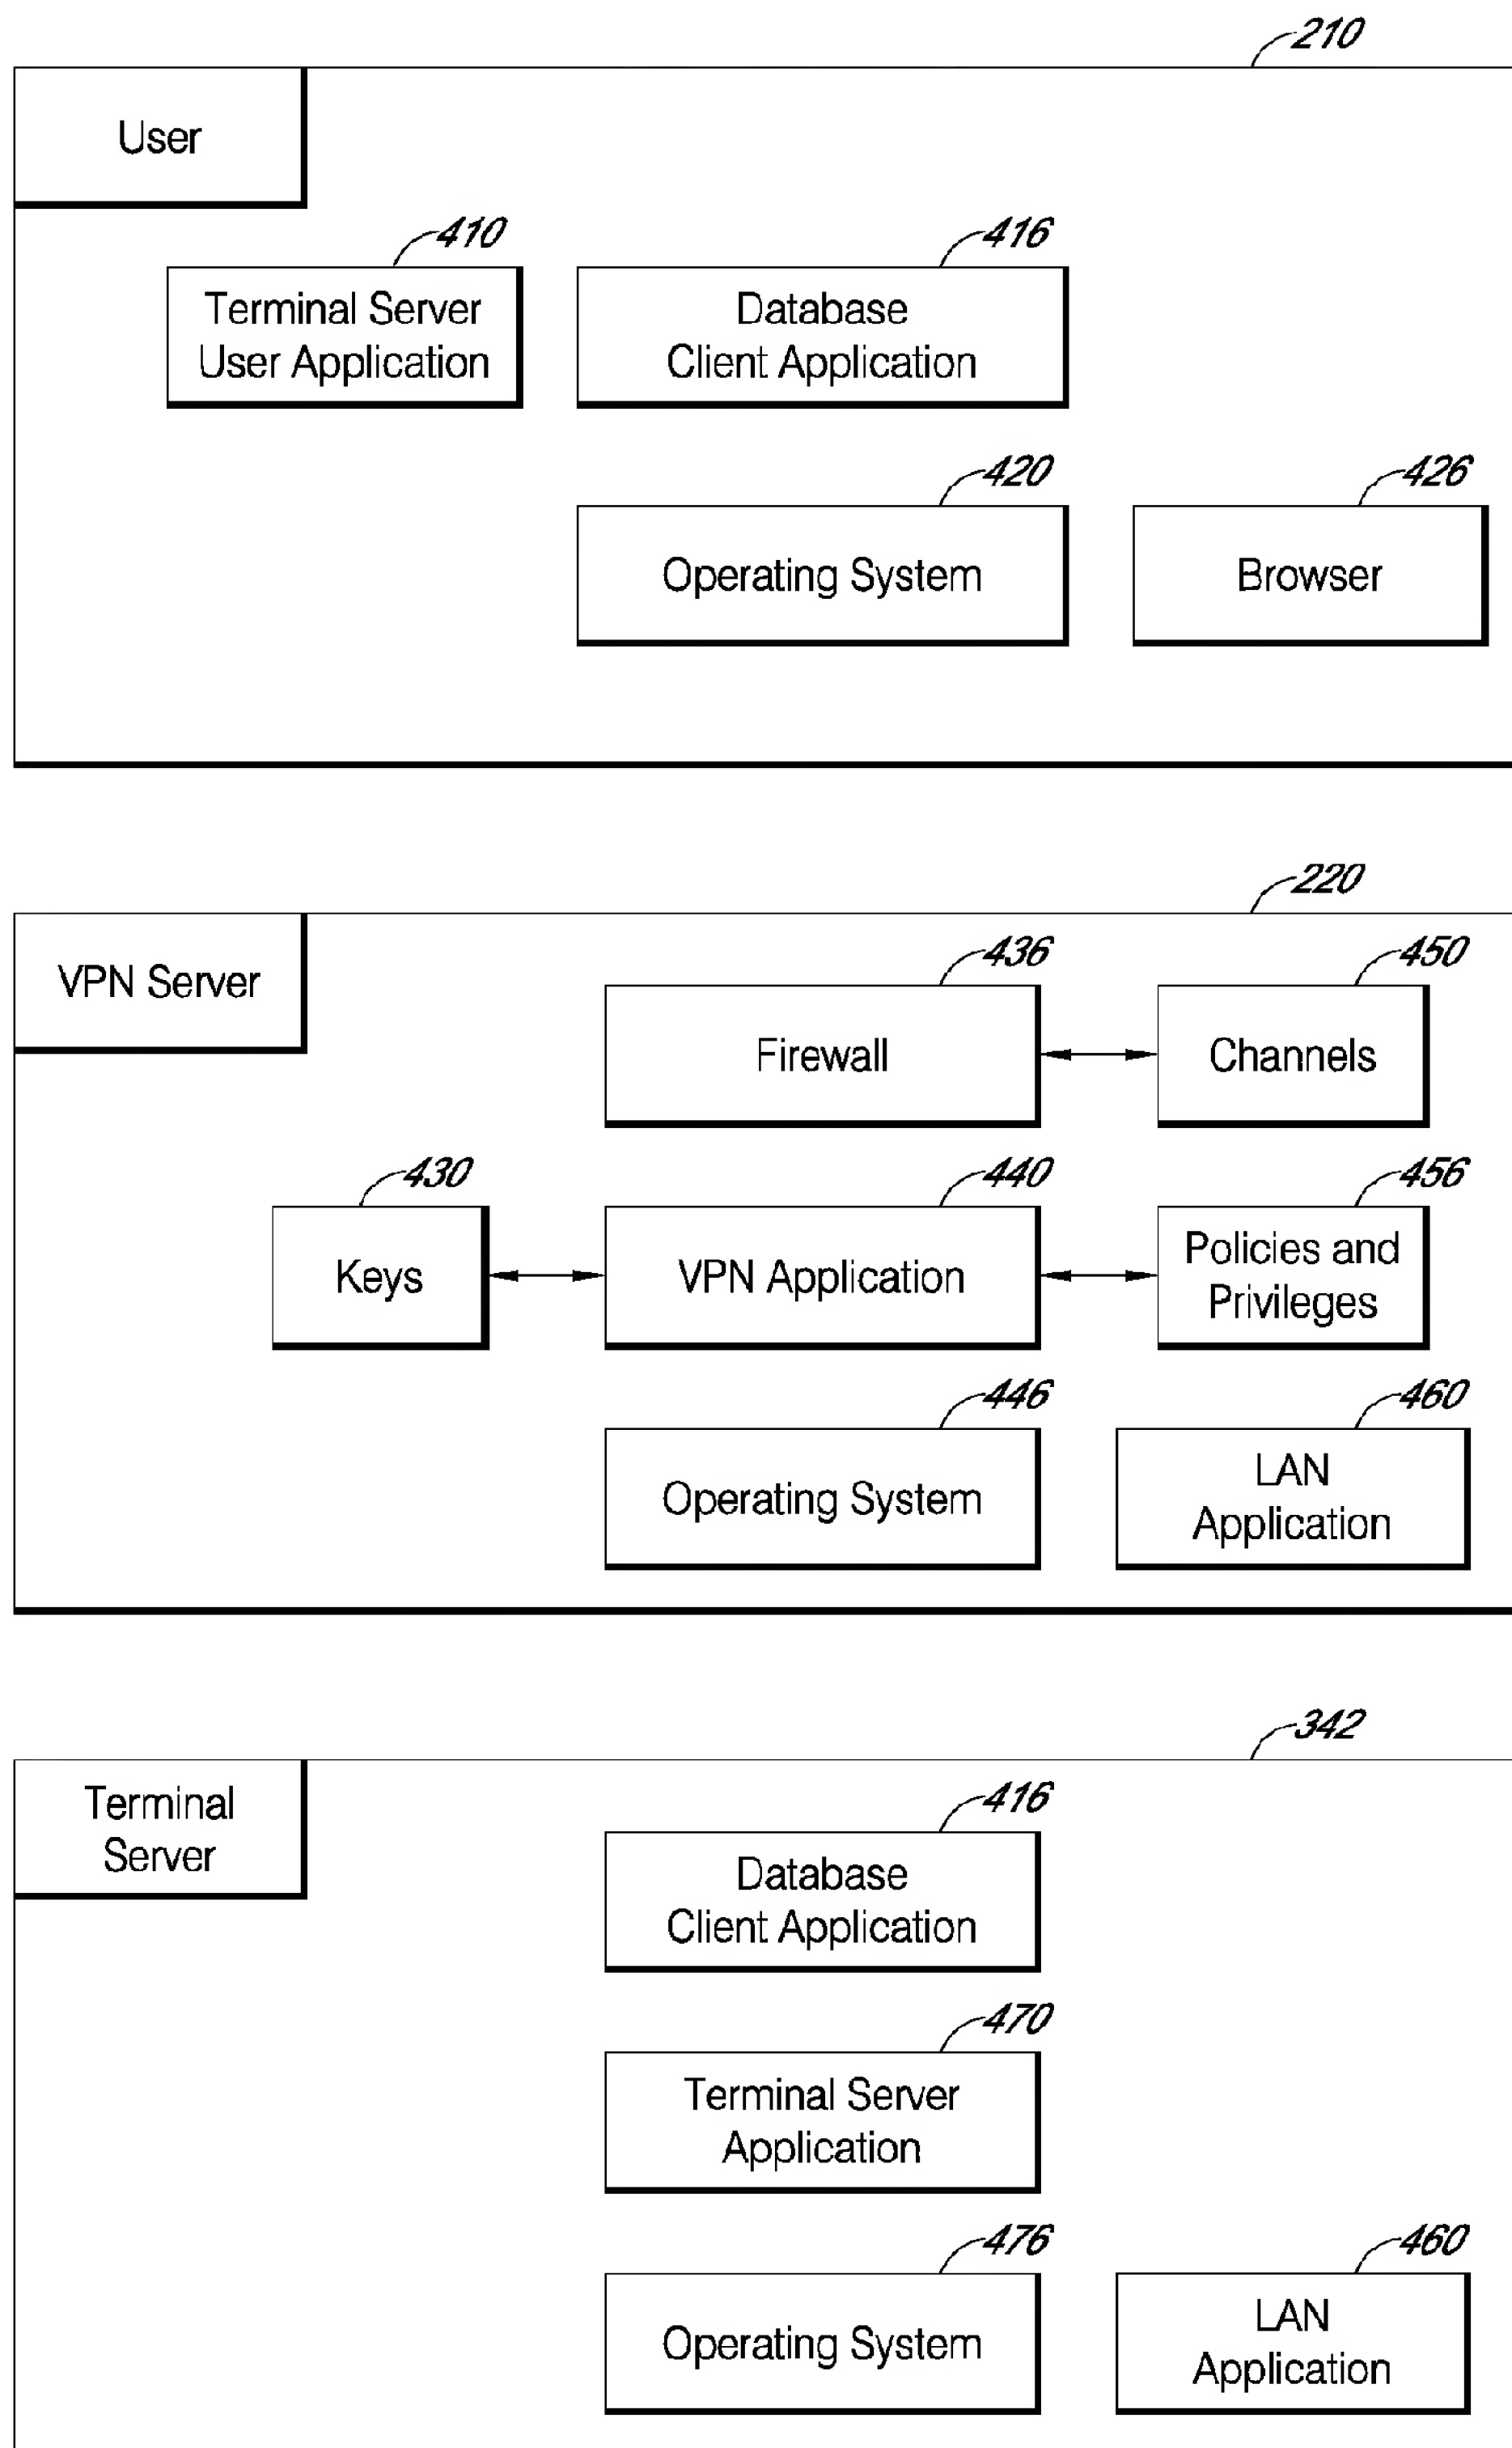 210
User
410
416
Terminal Server
User Application
Database
Client Application
420
426
Operating System
Browser
220
VPN Server
436
450
Firewall
Channels
430
440
456
Keys
VPN Application
Policies and
Privileges
446
460
Operating System
LAN
Application
342
Terminal
Server
416
Database
Client Application
470
Terminal Server
Application
476
460
Operating System
LAN
Application